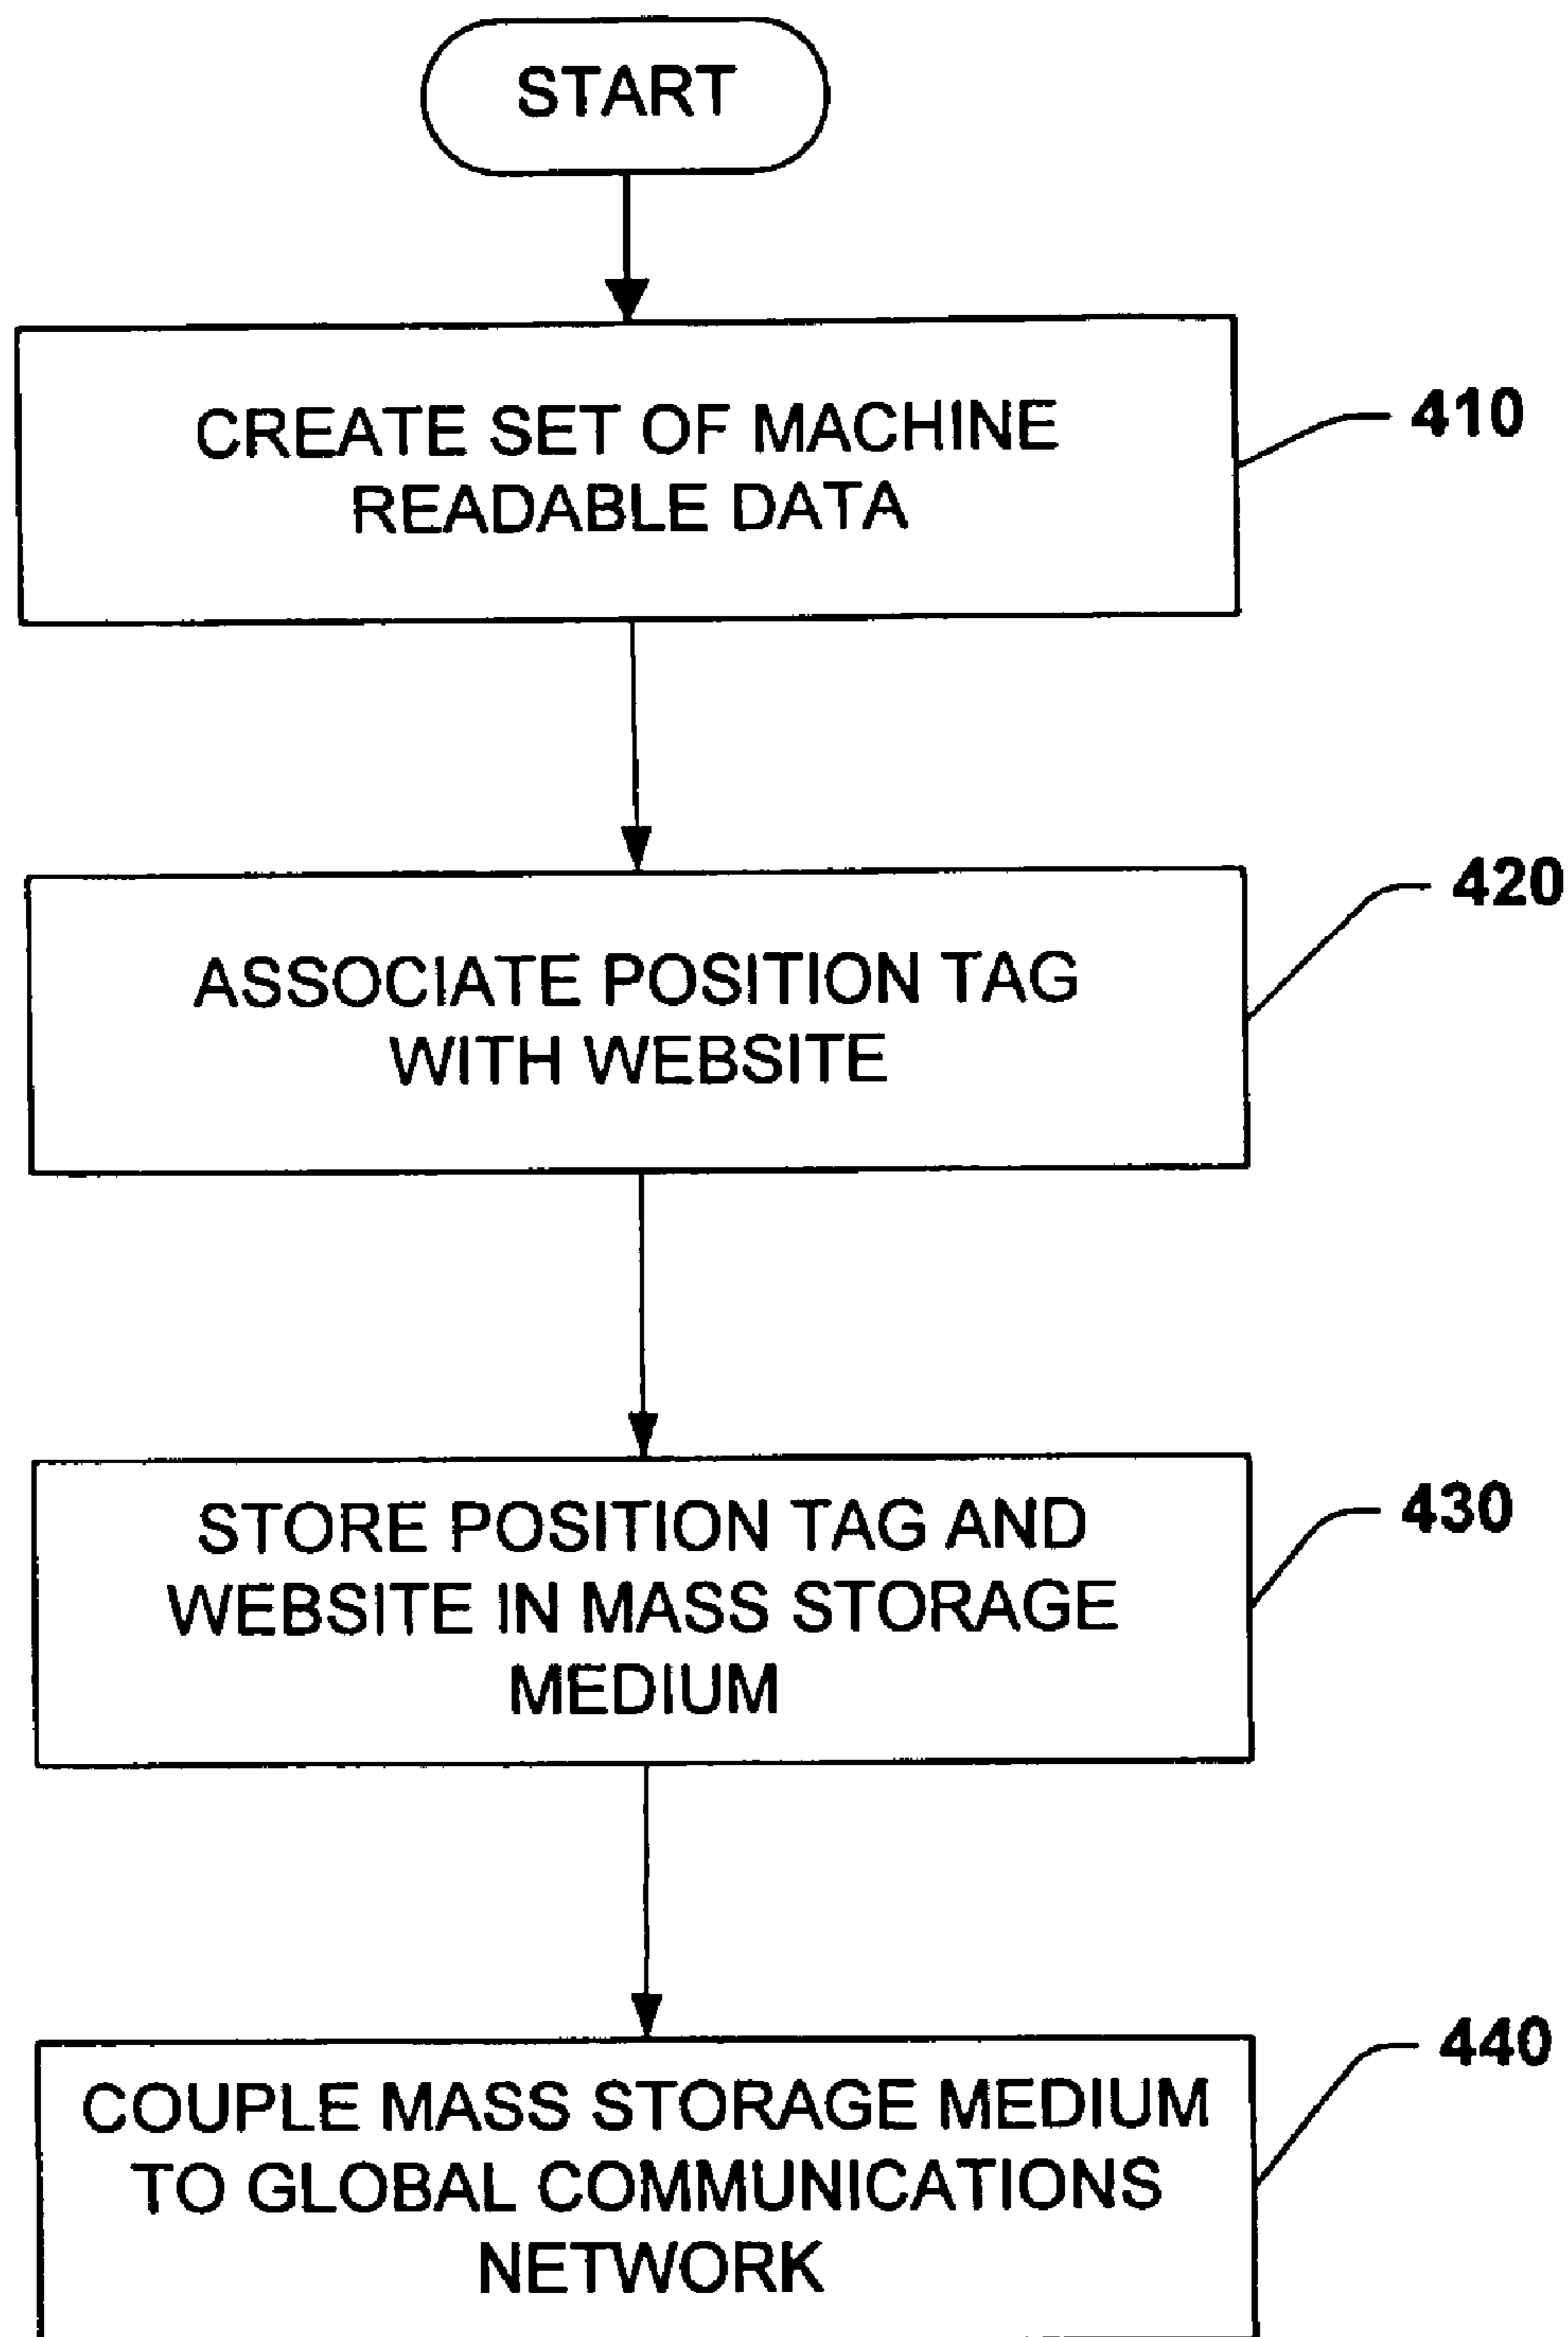 START
CREATE SET OF MACHINE
READABLE DATA
410
ASSOCIATE POSITION TAG
WITH WEBSITE
420
STORE POSITION TAG AND
WEBSITE IN MASS STORAGE
MEDIUM
430
COUPLE MASS STORAGE MEDIUM
TO GLOBAL COMMUNICATIONS
NETWORK
440